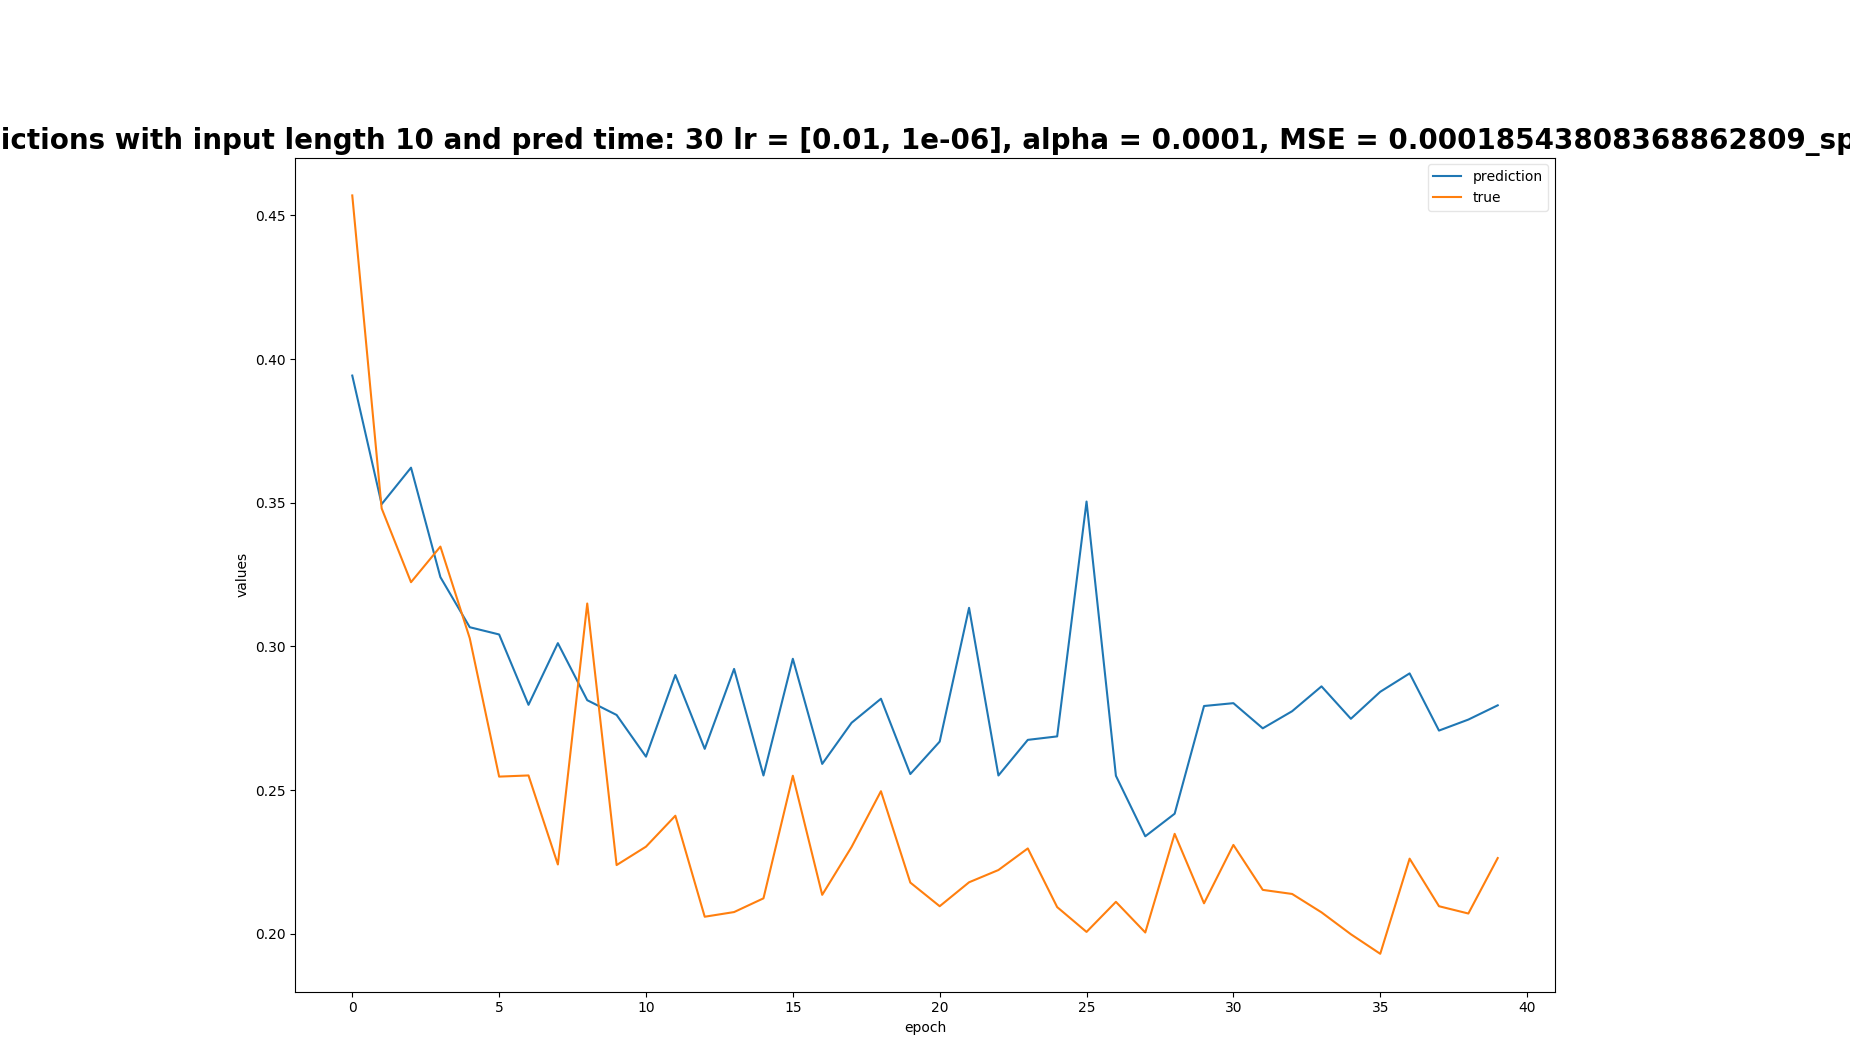 ictions with input length 10 and pred time: 30 lr = [0.01, 1e-06], alpha = 0.0001, MSE = 0.00018543808368862809_sp
prediction
true
0.45
0.40
0.35
0.30
0.25
0.20
values
0 5 10 15 20 25 30 35 40
epoch